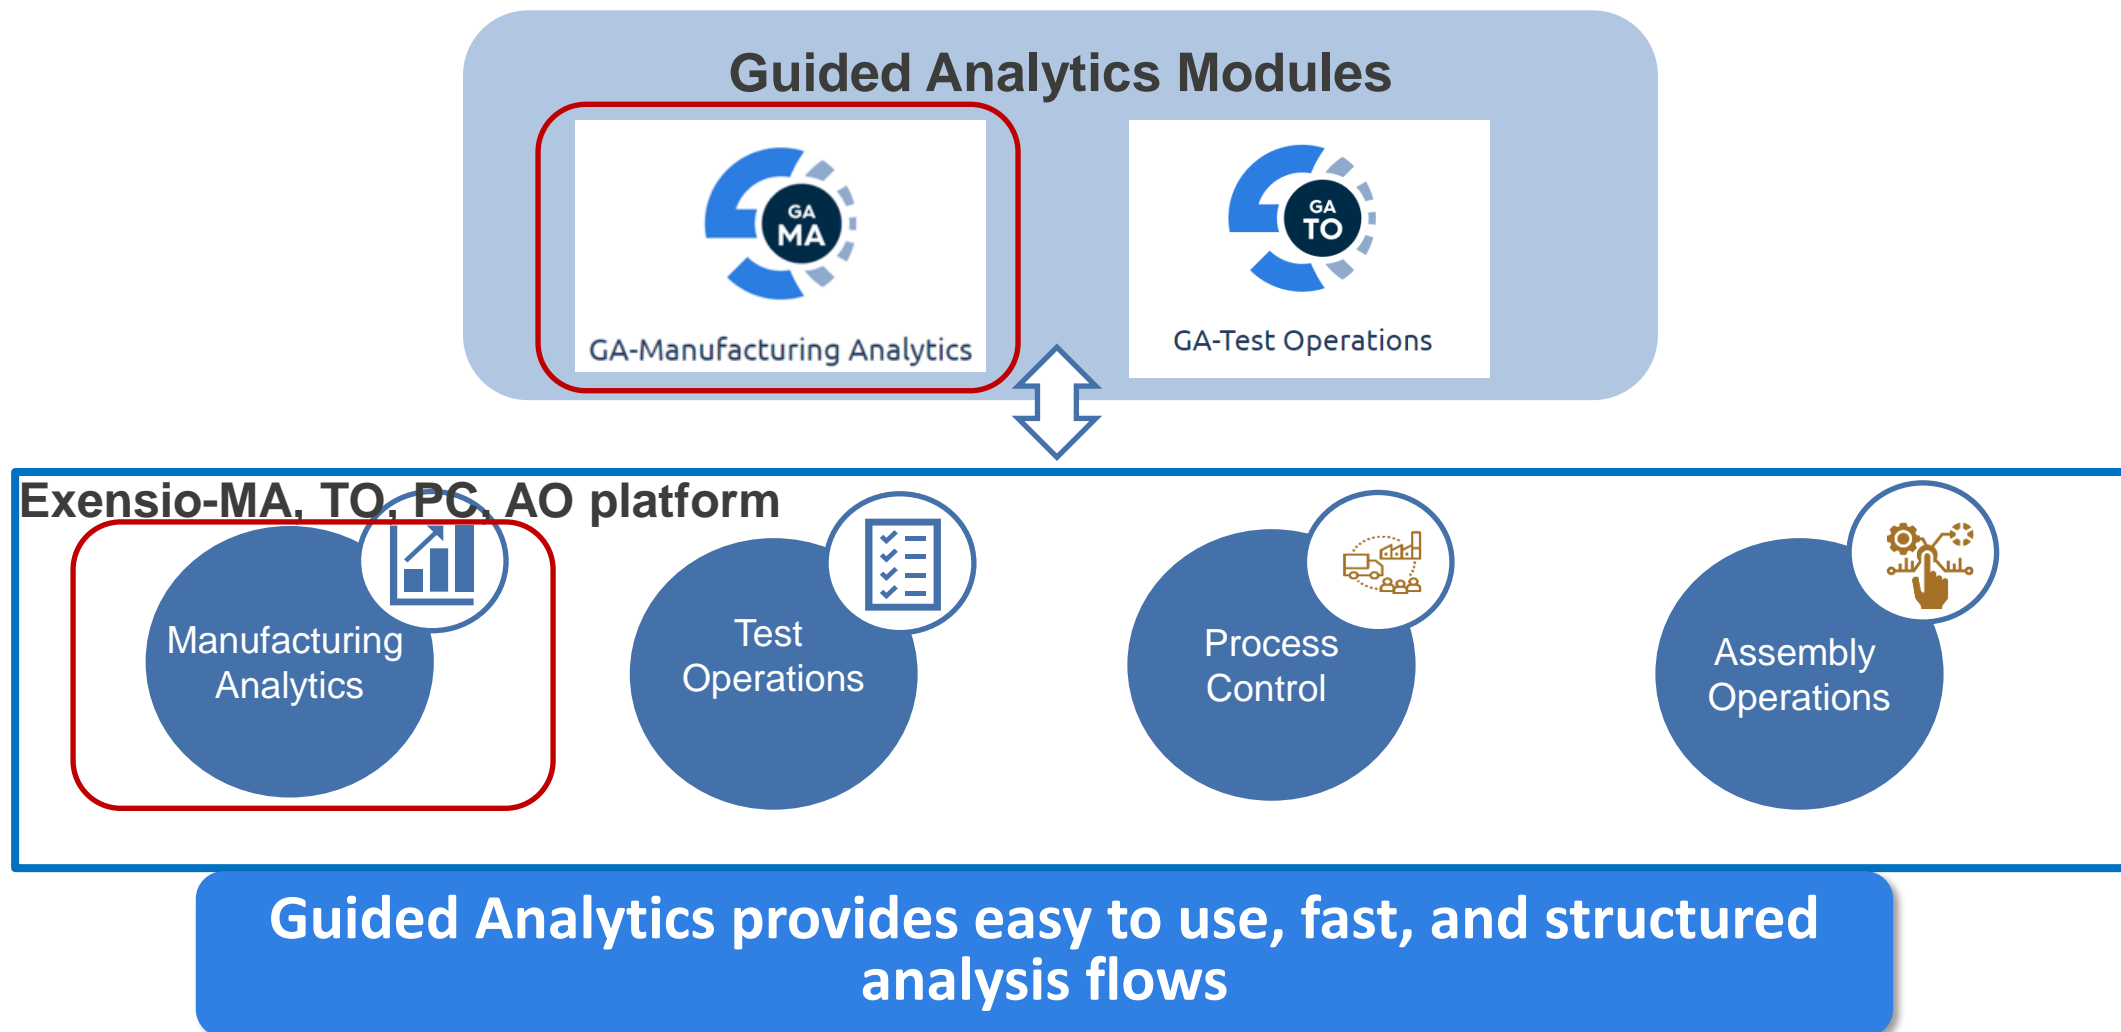 Guided Analytics Modules
GA
MA
GA-Manufacturing Analytics
GA
TO
GA-Test Operations
Exensio-MA, TO, PC, AO platform
Manufacturing
Analytics
Test
Operations
Process
Control
Assembly
Operations
Guided Analytics provides easy to use, fast, and structured
analysis flows